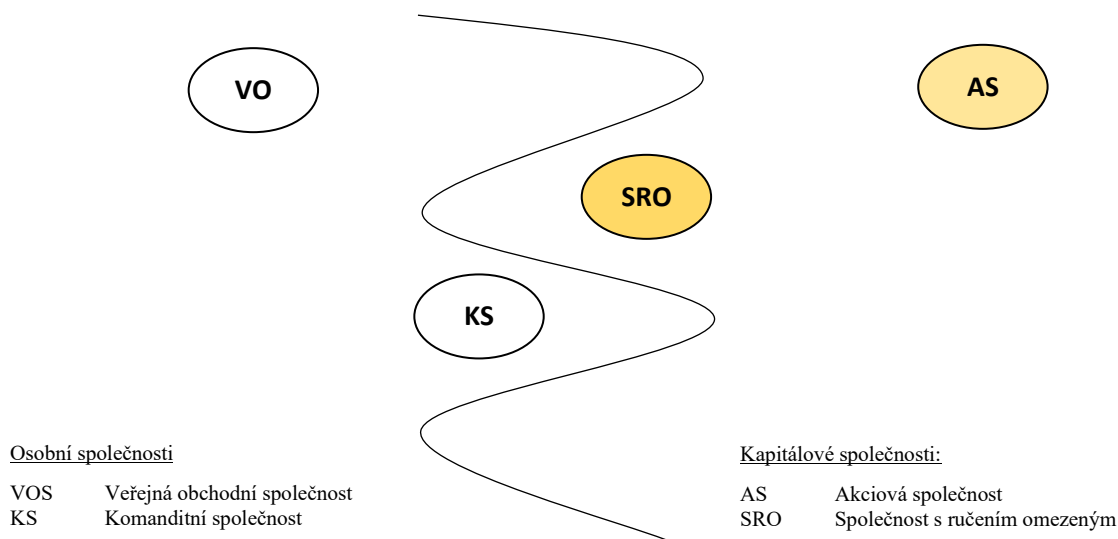 VO
AS
SRO
KS
Osobní společnosti
VOS Veřejná obchodní společnost
KS Komanditní společnost
Kapitálové společnosti:
AS Akciová společnost
SRO Společnost s ručením omezeným